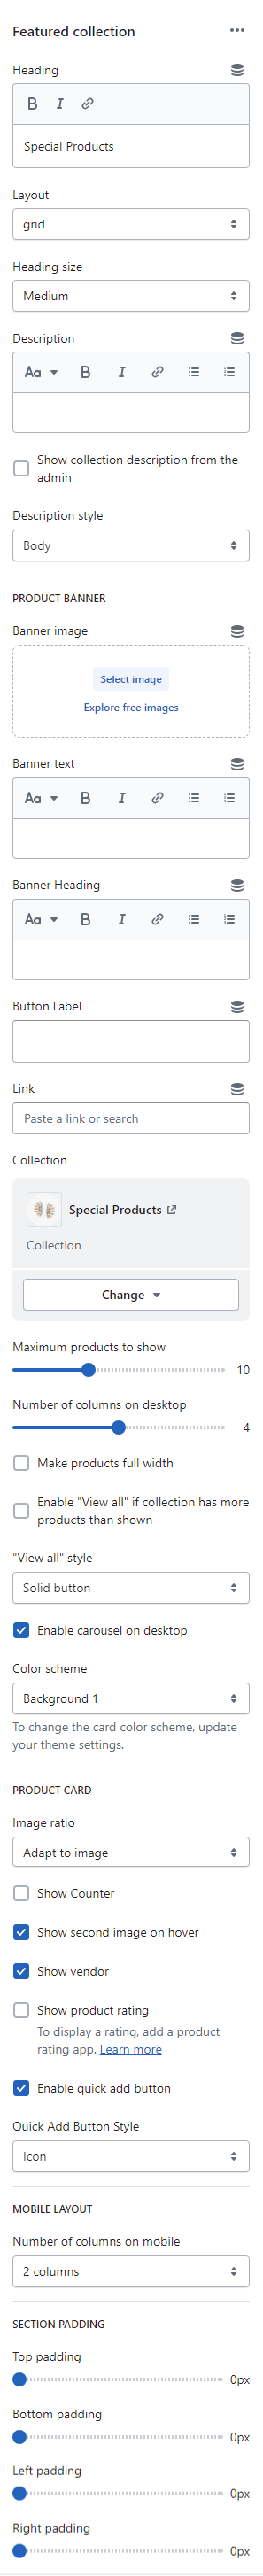 Featured collection
Heading
B I
Special Products
Layout
grid
Heading size
Medium
Description
Aa B I
Show collection description from the
admin
Description style
Body
PRODUCT BANNER
Banner image
Select image
Explore free images
Banner text
Aa B I
Banner Heading
Aa B I
Button Label
Link
Paste a link or search
Collection
Special Products
Collection
Change
Maximum products to show
10
Number of columns on desktop
4
Make products full width
Enable "View all" if collection has more
products than shown
"View all" style
Solid button
Enable carousel on desktop
Color scheme
Background 1
To change the card color scheme, update
your theme settings.
PRODUCT CARD
Image ratio
Adapt to image
Show Counter
Show second image on hover
Show vendor
Show product rating
To display a rating, add a product
rating app. Learn more
Enable quick add button
Quick Add Button Style
Icon
MOBILE LAYOUT
Number of columns on mobile
2 columns
SECTION PADDING
Top padding
0px
Bottom padding
0px
Left padding
0px
Right padding
0px